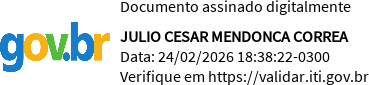 Documento assinado digitalmente
gov.br
JULIO CESAR MENDONCA CORREA
Data: 24/02/2026 18:38:22-0300
Verifique em https://validar.iti.gov.br